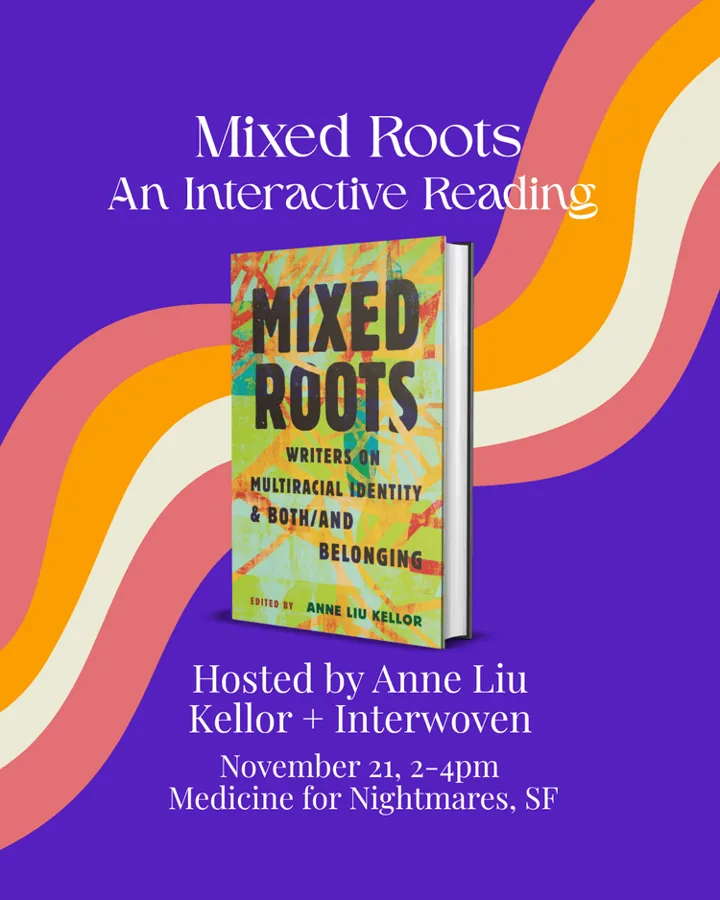 Mixed Roots
An Interactive Reading
MIXED
ROOTS
WRITERS ON
MULTIRACIAL IDENTITY
& BOTH/AND
BELONGING
EDITED BY ANNE LIU KELLOR
Hosted by Anne Liu
Kellor + Interwoven
November 21, 2-4pm
Medicine for Nightmares, SF